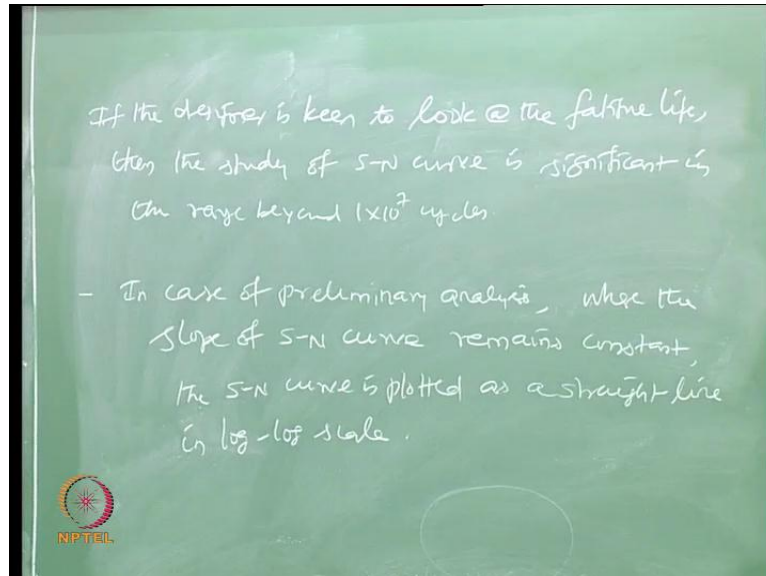 If the designer is keen to look @ the fatigue life,
then the study of S-N curve is significant in
the range beyond 1x10⁷ cycles.
- In case of preliminary analysis, where the
slope of S-N curve remains constant,
the S-N curve is plotted as a straight line
in log-log scale.
NPTEL